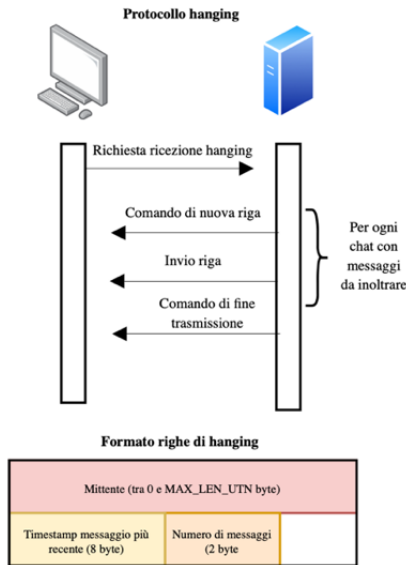 Protocollo hanging
Richiesta ricezione hanging
Comando di nuova riga
Invio riga
Comando di fine
trasmissione
Per ogni
chat con
messaggi
da inoltrare
Formato righe di hanging
Mittente (tra 0 e MAX_LEN_UTN byte)
Timestamp messaggio più
recente (8 byte)
Numero di messaggi
(2 byte